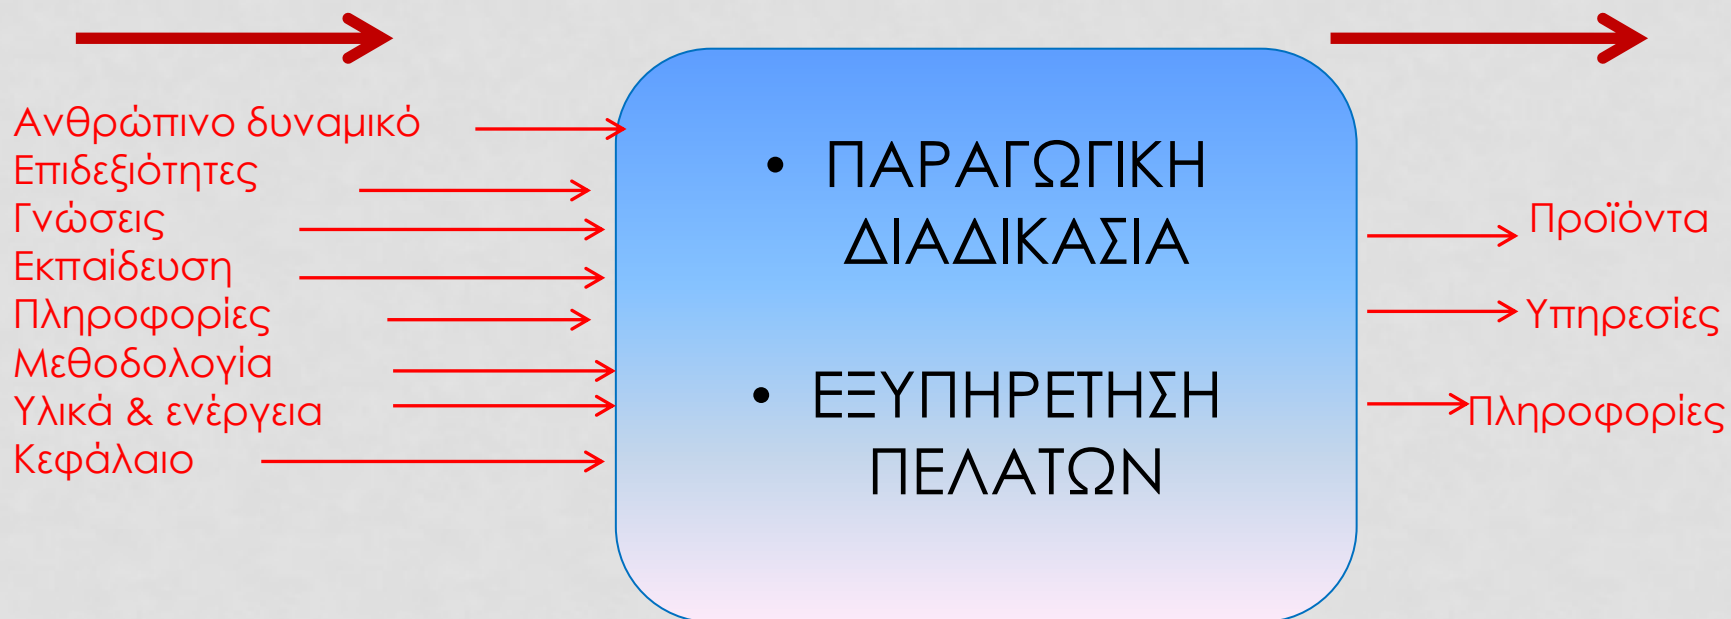 Ανθρώπινο δυναμικό
Επιδεξιότητες
Γνώσεις
Εκπαίδευση
Πληροφορίες
Μεθοδολογία
Υλικά & ενέργεια
Κεφάλαιο
• ΠΑΡΑΓΩΓΙΚΗ
ΔΙΑΔΙΚΑΣΙΑ
• ΕΞΥΠΗΡΕΤΗΣΗ
ΠΕΛΑΤΩΝ
Προϊόντα
Υπηρεσίες
Πληροφορίες